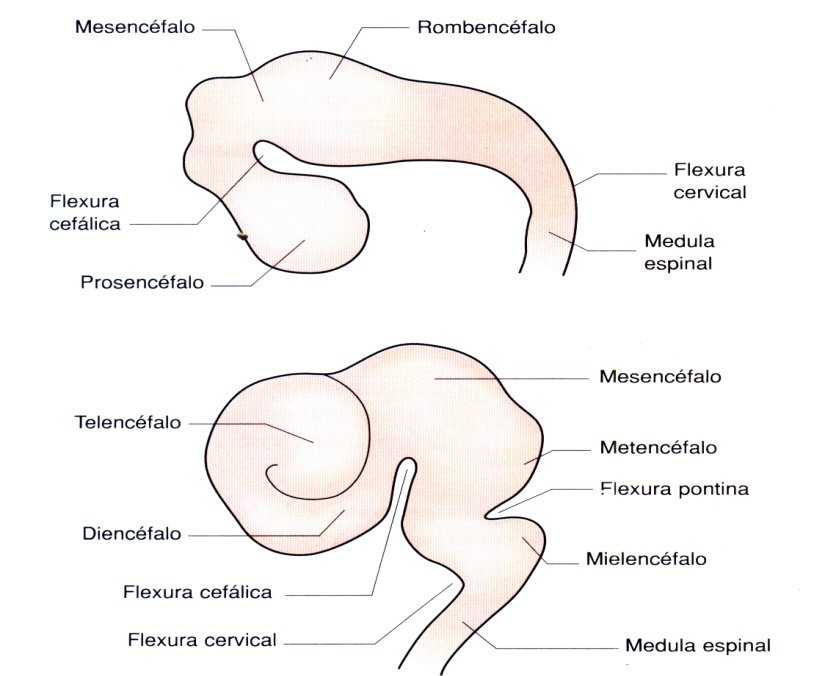 Mesencéfalo
Rombencéfalo
Flexura
cervical
Flexura
cefálica
Medula
espinal
Prosencéfalo
Mesencéfalo
Telencéfalo
Metencéfalo
Flexura pontina
Diencéfalo
Mielencéfalo
Flexura cefálica
Flexura cervical
Medula espinal